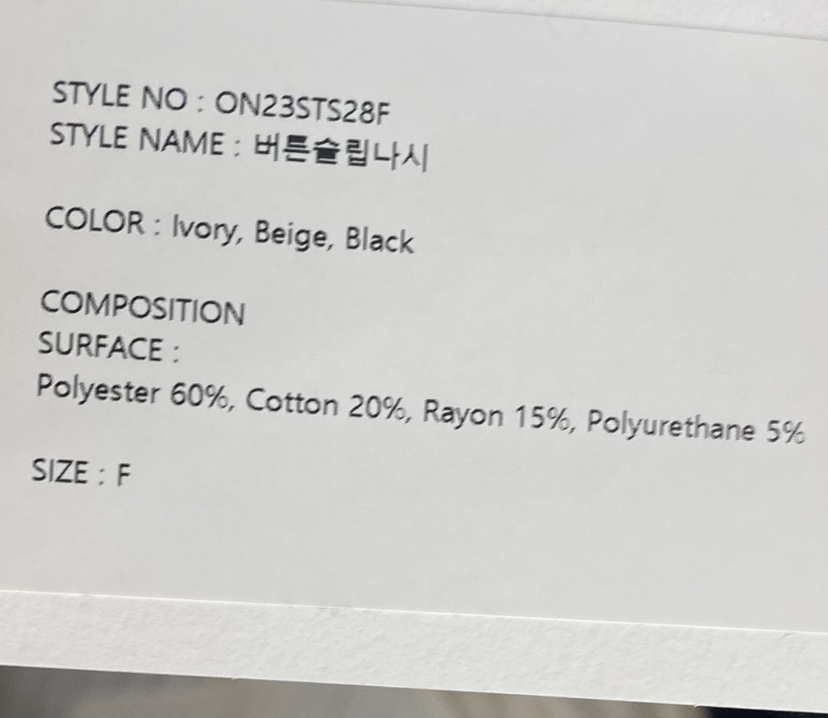 STYLE NO : ON23STS28F
STYLE NAME : 버튼슬립나시
COLOR : Ivory, Beige, Black
COMPOSITION
SURFACE :
Polyester 60%, Cotton 20%, Rayon 15%, Polyurethane 5%
SIZE : F